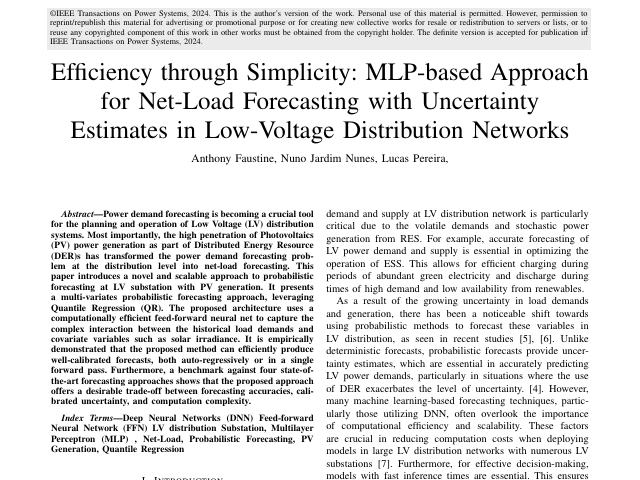 ©IEEE Transactions on Power Systems, 2024. This is the author's version of the work. Personal use of this material is permitted. However, permission to
reprint/republish this material for advertising or promotional purpose or for creating new collective works for resale or redistribution to servers or lists, or to
reuse any copyrighted component of this work in other works must be obtained from the copyright holder. The definite version is accepted for publication in
IEEE Transactions on Power Systems, 2024.
Efficiency through Simplicity: MLP-based Approach
for Net-Load Forecasting with Uncertainty
Estimates in Low-Voltage Distribution Networks
Anthony Faustine, Nuno Jardim Nunes, Lucas Pereira,
Abstract—Power demand forecasting is becoming a crucial tool
for the planning and operation of Low Voltage (LV) distribution
systems. Most importantly, the high penetration of Photovoltaics
(PV) power generation as part of Distributed Energy Resource
(DER)s has transformed the power demand forecasting prob-
lem at the distribution level into net-load forecasting. This
paper introduces a novel and scalable approach to probabilistic
forecasting at LV substation with PV generation. It presents
a multi-variates probabilistic forecasting approach, leveraging
Quantile Regression (QR). The proposed architecture uses a
computationally efficient feed-forward neural net to capture the
complex interaction between the historical load demands and
covariate variables such as solar irradiance. It is empirically
demonstrated that the proposed method can efficiently produce
well-calibrated forecasts, both auto-regressively or in a single
forward pass. Furthermore, a benchmark against four state-of-
the-art forecasting approaches shows that the proposed approach
offers a desirable trade-off between forecasting accuracies, cali-
brated uncertainty, and computation complexity.
Index Terms—Deep Neural Networks (DNN) Feed-forward
Neural Network (FFN) LV distribution Substation, Multilayer
Perceptron (MLP) , Net-Load, Probabilistic Forecasting, PV
Generation, Quantile Regression
I. INTRODUCTION
demand and supply at LV distribution network is particularly
critical due to the volatile demands and stochastic power
generation from RES. For example, accurate forecasting of
LV power demand and supply is essential in optimizing the
operation of ESS. This allows for efficient charging during
periods of abundant green electricity and discharge during
times of high demand and low availability from renewables.
As a result of the growing uncertainty in load demands
and generation, there has been a noticeable shift towards
using probabilistic methods to forecast these variables in
LV distribution, as seen in recent studies [5], [6]. Unlike
deterministic forecasts, probabilistic forecasts provide uncer-
tainty estimates, which are essential in accurately predicting
LV power demands, particularly in situations where the use
of DER exacerbates the level of uncertainty. [4]. However,
many machine learning-based forecasting techniques, partic-
ularly those utilizing DNN, often overlook the importance
of computational efficiency and scalability. These factors
are crucial in reducing computation costs when deploying
models in large LV distribution networks with numerous LV
substations [7]. Furthermore, for effective decision-making,
models with fast inference times are essential. This ensures